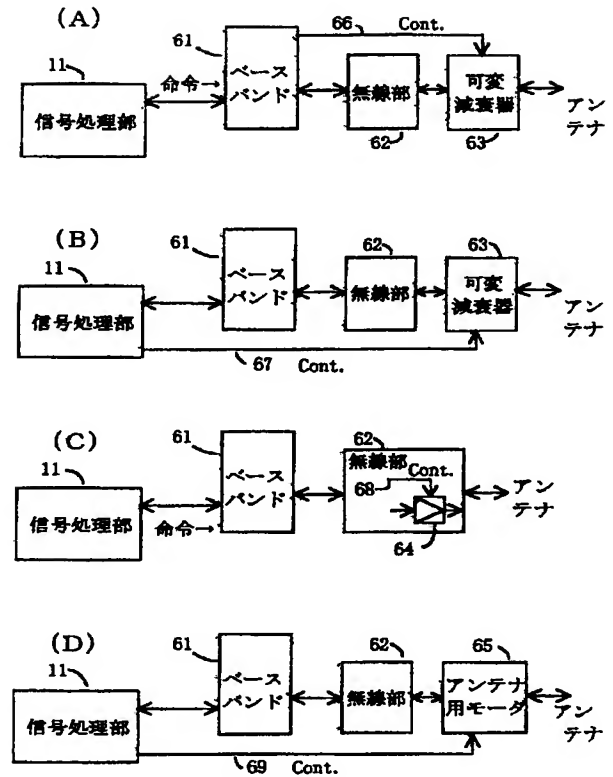 (A)
11
信号処理部
命令→
61
ベース
バンド
66
Cont.
無線部
62
可変
減衰器
63
アン
テナ
(B)
11
信号処理部
61
ベース
バンド
62
無線部
63
可変
減衰器
アン
テナ
67
Cont.
(C)
11
信号処理部
命令→
61
ベース
バンド
62
無線部
68
Cont.
64
アン
テナ
(D)
11
信号処理部
61
ベース
バンド
62
無線部
65
アンテナ
用モータ
アン
テナ
69
Cont.